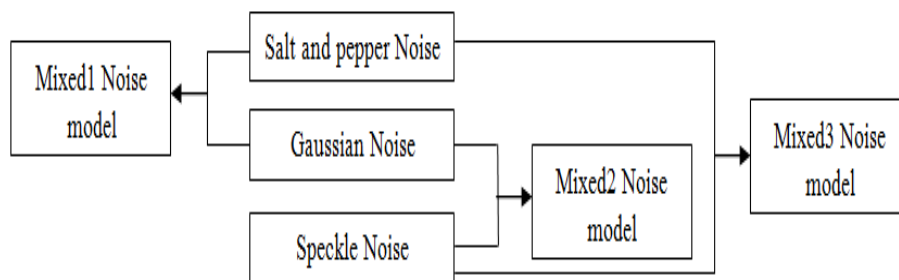 Mixed1 Noise
model
Salt and pepper Noise
Gaussian Noise
Speckle Noise
Mixed2 Noise
model
Mixed3 Noise
model